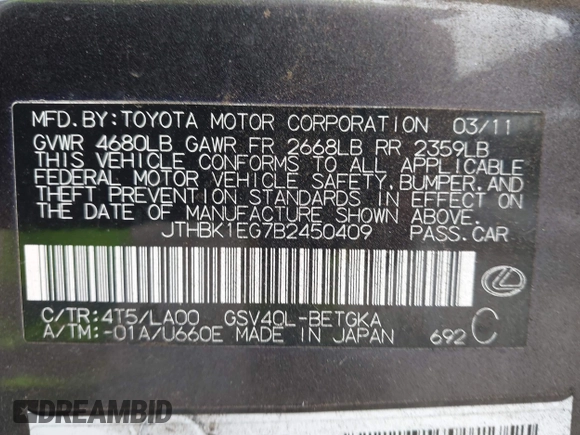 MFD.BY:TOYOTA MOTOR CORPORATION 03/11
GVWR 4680LB GAWR FR 2668LB RR 2359LB
THIS VEHICLE CONFORMS TO ALL APPLICABLE
FEDERAL MOTOR VEHICLE SAFETY, BUMPER, AND
THEFT PREVENTION STANDARDS IN EFFECT ON
THE DATE OF MANUFACTURE SHOWN ABOVE.
JTHBK1EG7B2450409 PASS.CAR
C/TR:4T5/LA00 GSV40L-BETGKA
A/TM:-01A/U660E MADE IN JAPAN 692 C
DREAMBID